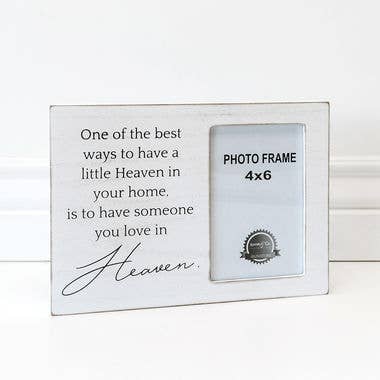 One of the best
ways to have a
little Heaven in
your home,
is to have someone
you love in
Heaven.
PHOTO FRAME
4x6